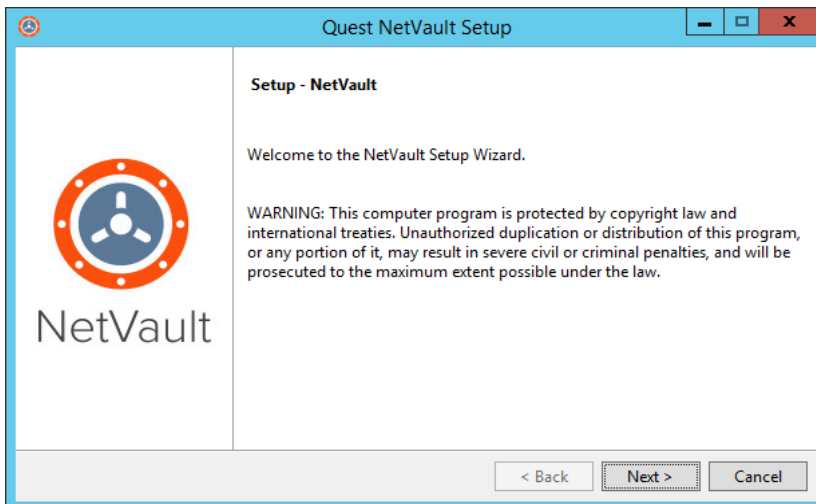 Quest NetVault Setup
Setup - NetVault
Welcome to the NetVault Setup Wizard.
WARNING: This computer program is protected by copyright law and
international treaties. Unauthorized duplication or distribution of this program,
or any portion of it, may result in severe civil or criminal penalties, and will be
prosecuted to the maximum extent possible under the law.
NetVault
< Back Next > Cancel